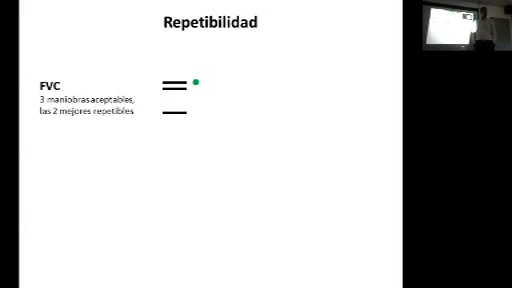 Repetibilidad
FVC
3 maniobras aceptables,
las 2 mejores repetibles